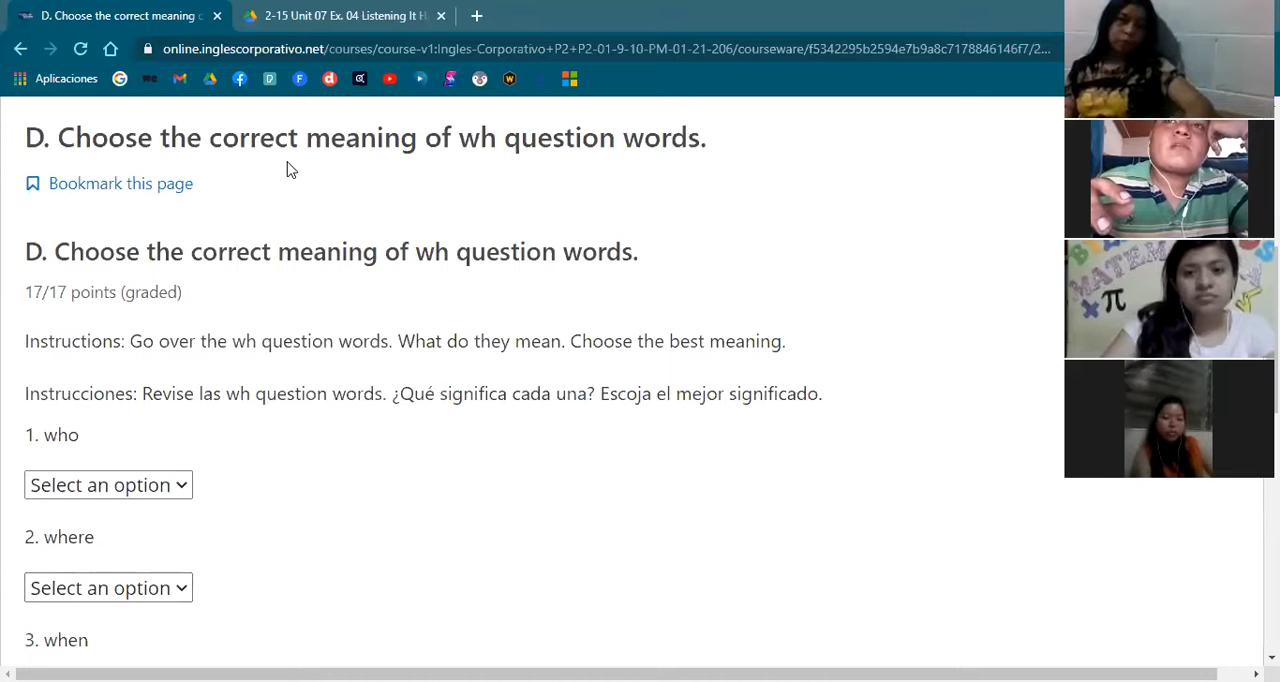 D. Choose the correct meaning c
2-15 Unit 07 Ex. 04 Listening It H
online.inglescorporativo.net/courses/course-v1:Ingles-Corporativo+P2+P2-01-9-10-PM-01-21-206/courseware/f5342295b2594e7b9a8c7178846146f7/2...
Aplicaciones
D. Choose the correct meaning of wh question words.
Bookmark this page
D. Choose the correct meaning of wh question words.
17/17 points (graded)
Instructions: Go over the wh question words. What do they mean. Choose the best meaning.
Instrucciones: Revise las wh question words. ¿Qué significa cada una? Escoja el mejor significado.
1. who
Select an option
2. where
Select an option
3. when